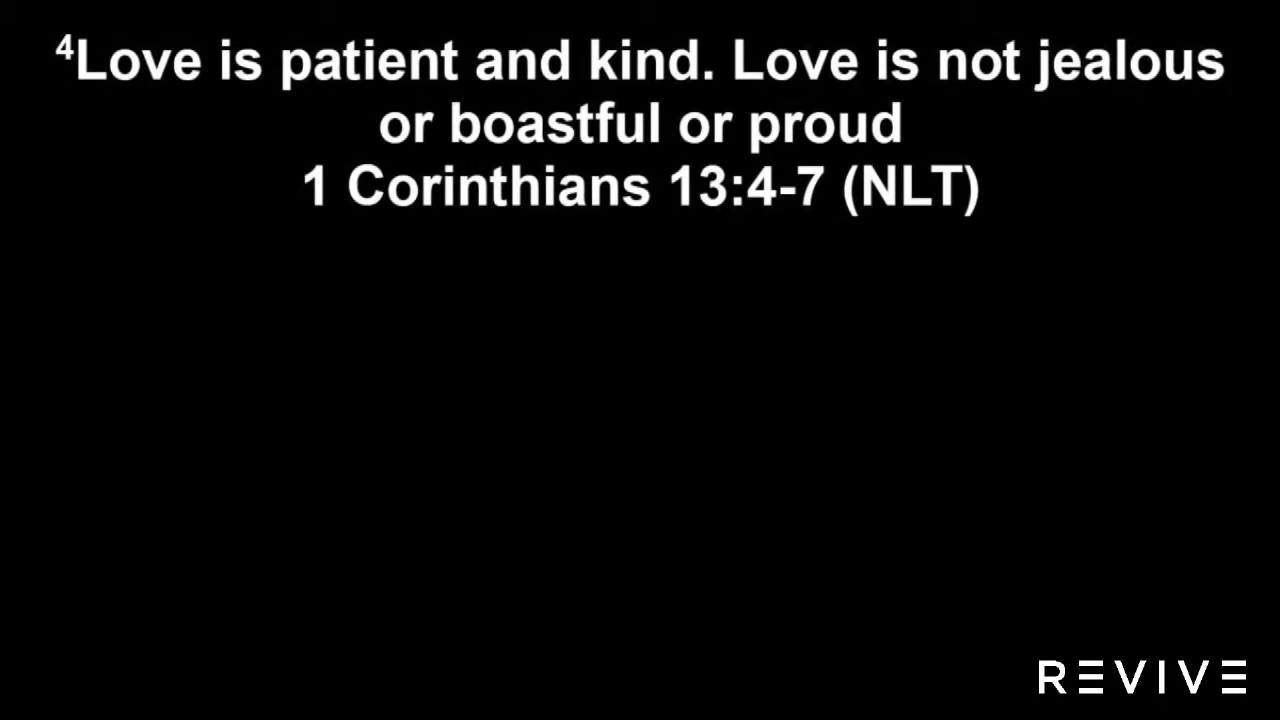 ⁴Love is patient and kind. Love is not jealous
or boastful or proud
1 Corinthians 13:4-7 (NLT)
REVIVE